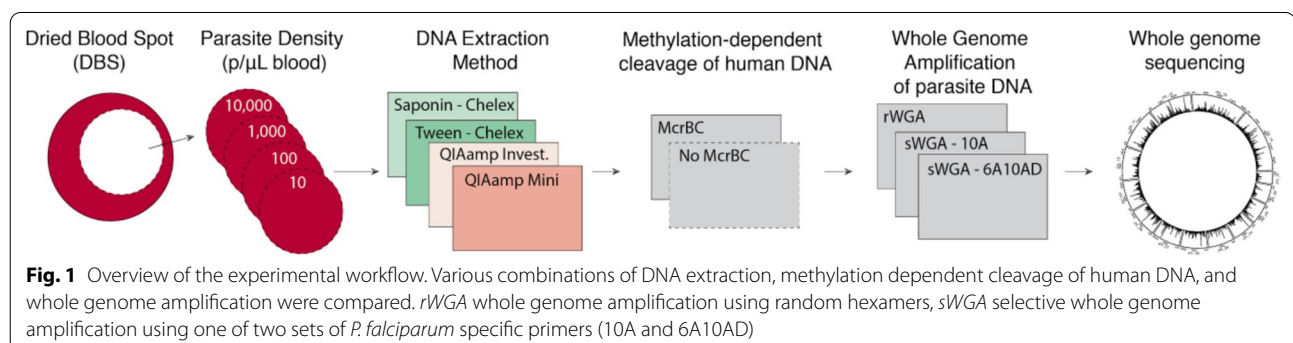 Dried Blood Spot
(DBS)
Parasite Density
(p/µL blood)
DNA Extraction
Method
Methylation-dependent
cleavage of human DNA
Whole Genome
Amplification
of parasite DNA
Whole genome
sequencing
10,000
1,000
100
10
Saponin - Chelex
Tween - Chelex
QIAamp Invest.
QIAamp Mini
McrBC
No McrBC
rWGA
sWGA - 10A
sWGA - 6A10AD
Fig. 1 Overview of the experimental workflow. Various combinations of DNA extraction, methylation dependent cleavage of human DNA, and
whole genome amplification were compared. rWGA whole genome amplification using random hexamers, sWGA selective whole genome
amplification using one of two sets of P. falciparum specific primers (10A and 6A10AD)